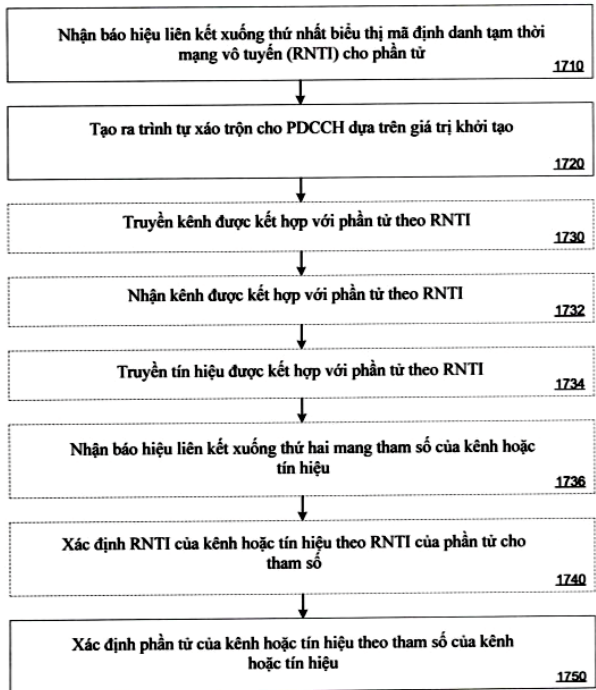 Nhận báo hiệu liên kết xuống thứ nhất biểu thị mã định danh tạm thời
mạng vô tuyến (RNTI) cho phần tử
1710
Tạo ra trình tự xáo trộn cho PDCCH dựa trên giá trị khởi tạo
1720
Truyền kênh được kết hợp với phần tử theo RNTI
1730
Nhận kênh được kết hợp với phần tử theo RNTI
1732
Truyền tín hiệu được kết hợp với phần tử theo RNTI
1734
Nhận báo hiệu liên kết xuống thứ hai mang tham số của kênh hoặc
tín hiệu
1736
Xác định RNTI của kênh hoặc tín hiệu theo RNTI của phần tử cho
tham số
1740
Xác định phần tử của kênh hoặc tín hiệu theo tham số của kênh
hoặc tín hiệu
1750